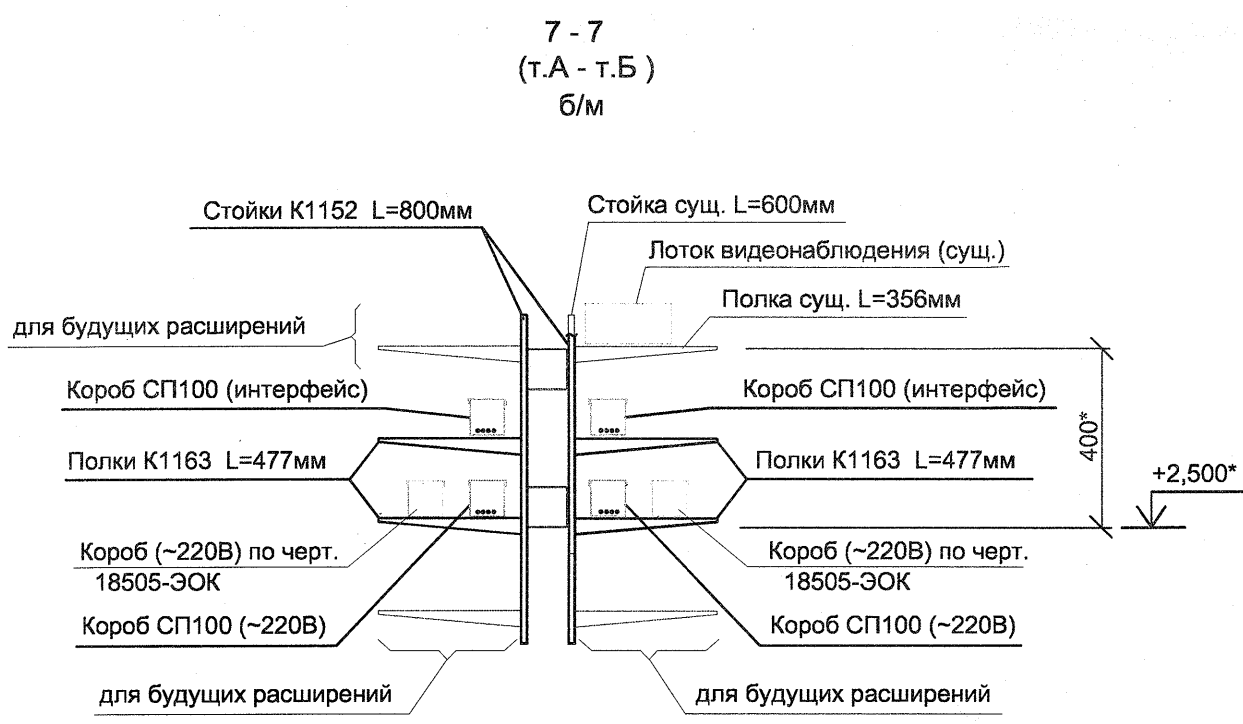 7 - 7
(т.А - т.Б )
б/м
Стойки К1152 L=800мм
Стойка сущ. L=600мм
Лоток видеонаблюдения (сущ.)
Полка сущ. L=356мм
для будущих расширений
Короб СП100 (интерфейс)
Короб СП100 (интерфейс)
400*
Полки К1163 L=477мм
Полки К1163 L=477мм
+2,500*
Короб (~220В) по черт.
18505-ЭОК
Короб (~220В) по черт.
18505-ЭОК
Короб СП100 (~220В)
Короб СП100 (~220В)
для будущих расширений
для будущих расширений